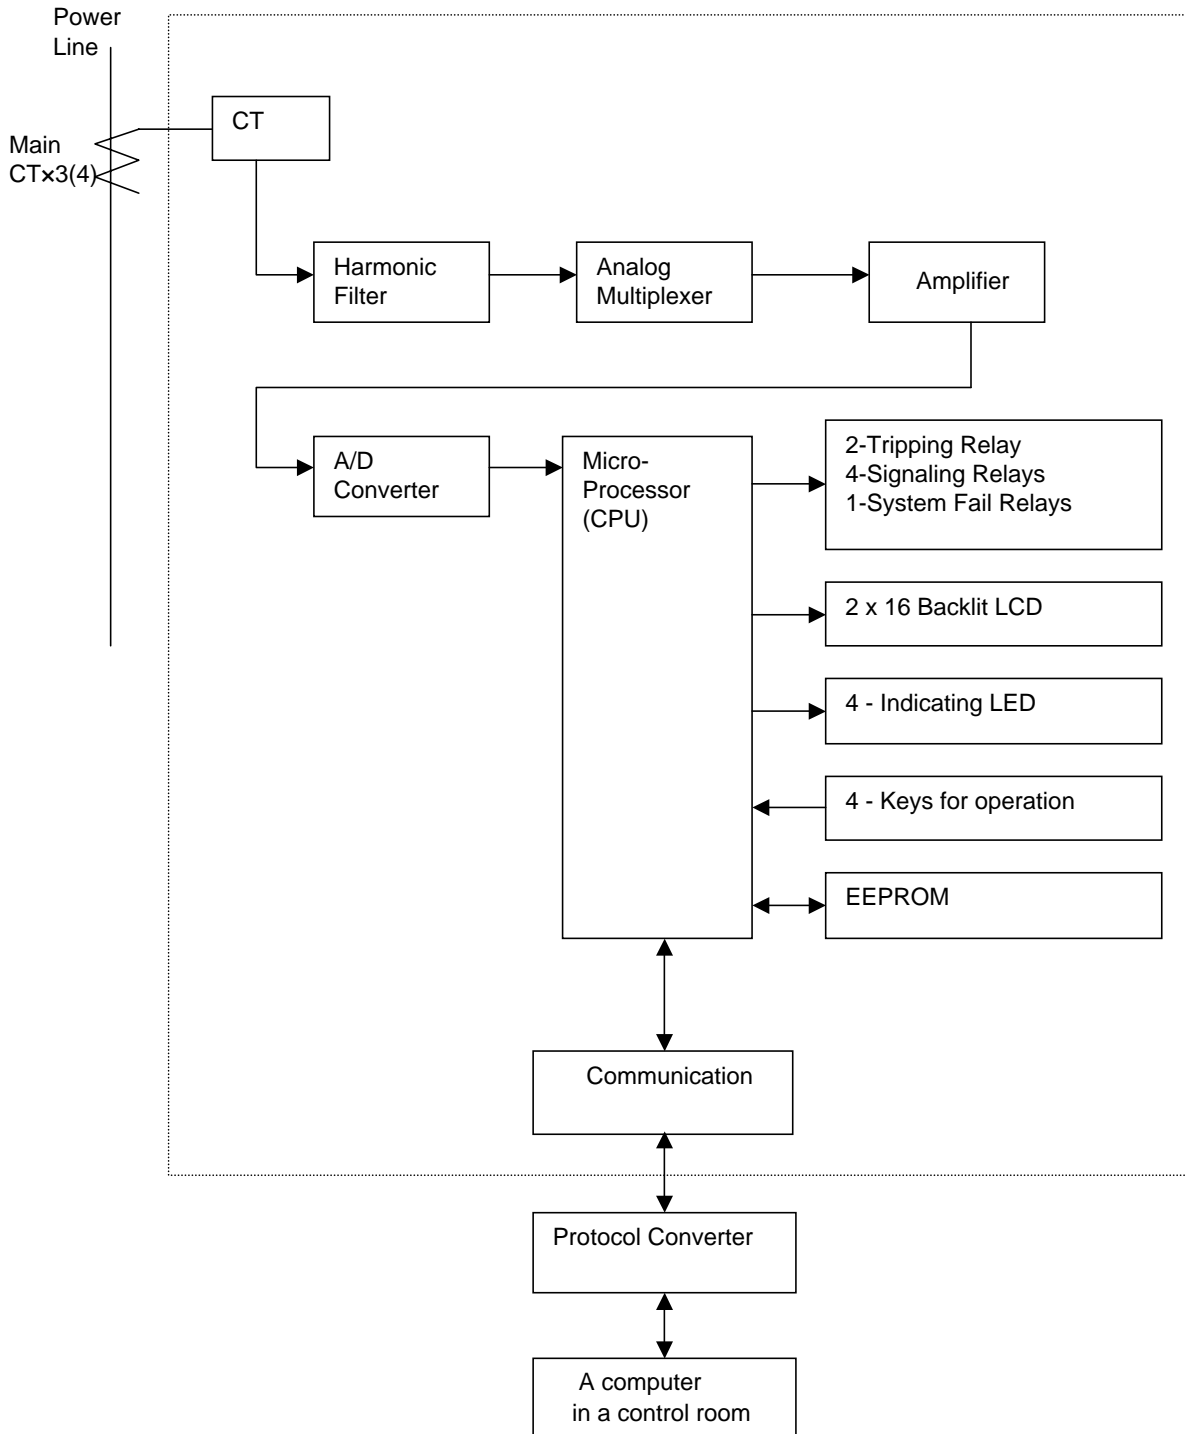 Power
Line
Main
CT×3(4)
CT
Harmonic
Filter
Analog
Multiplexer
Amplifier
A/D
Converter
Micro-
Processor
(CPU)
2-Tripping Relay
4-Signaling Relays
1-System Fail Relays
2 x 16 Backlit LCD
4 - Indicating LED
4 - Keys for operation
EEPROM
Communication
Protocol Converter
A computer
in a control room